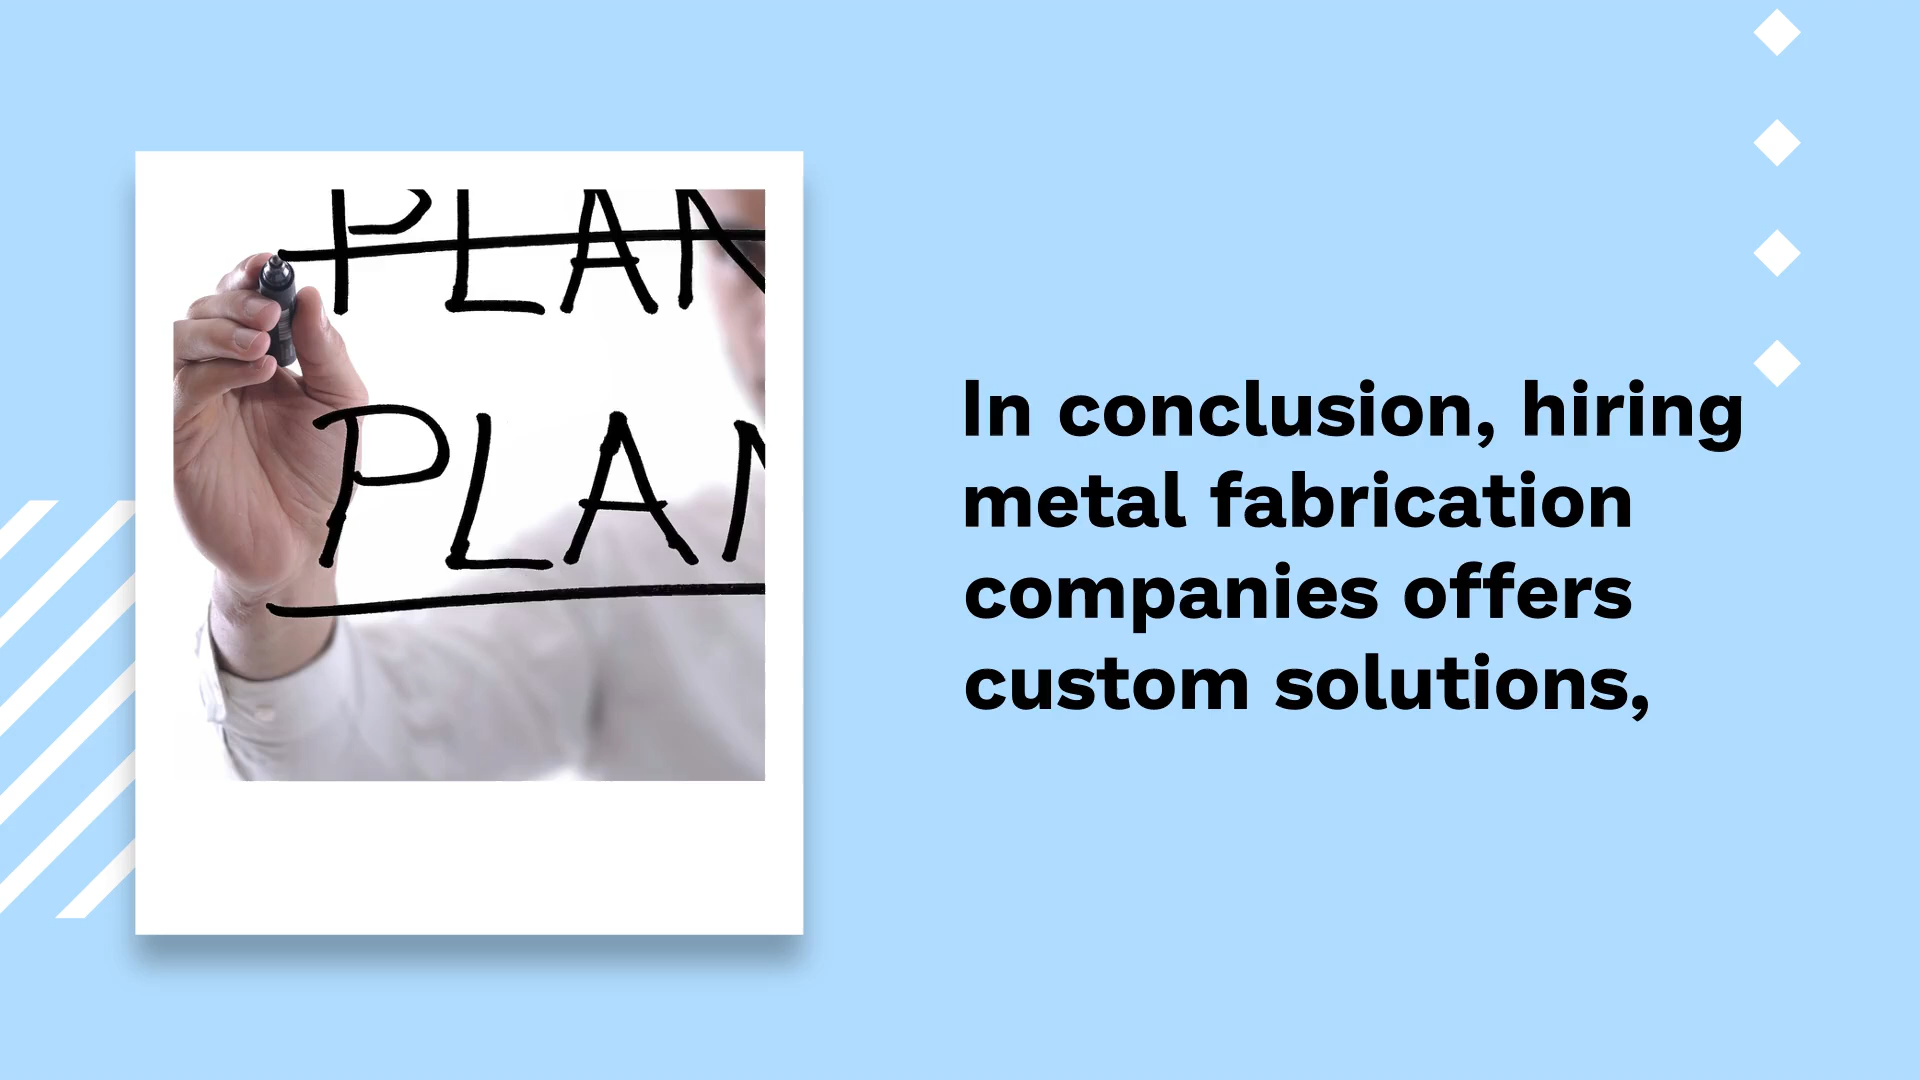 PLAN
PLAN
In conclusion, hiring
metal fabrication
companies offers
custom solutions,